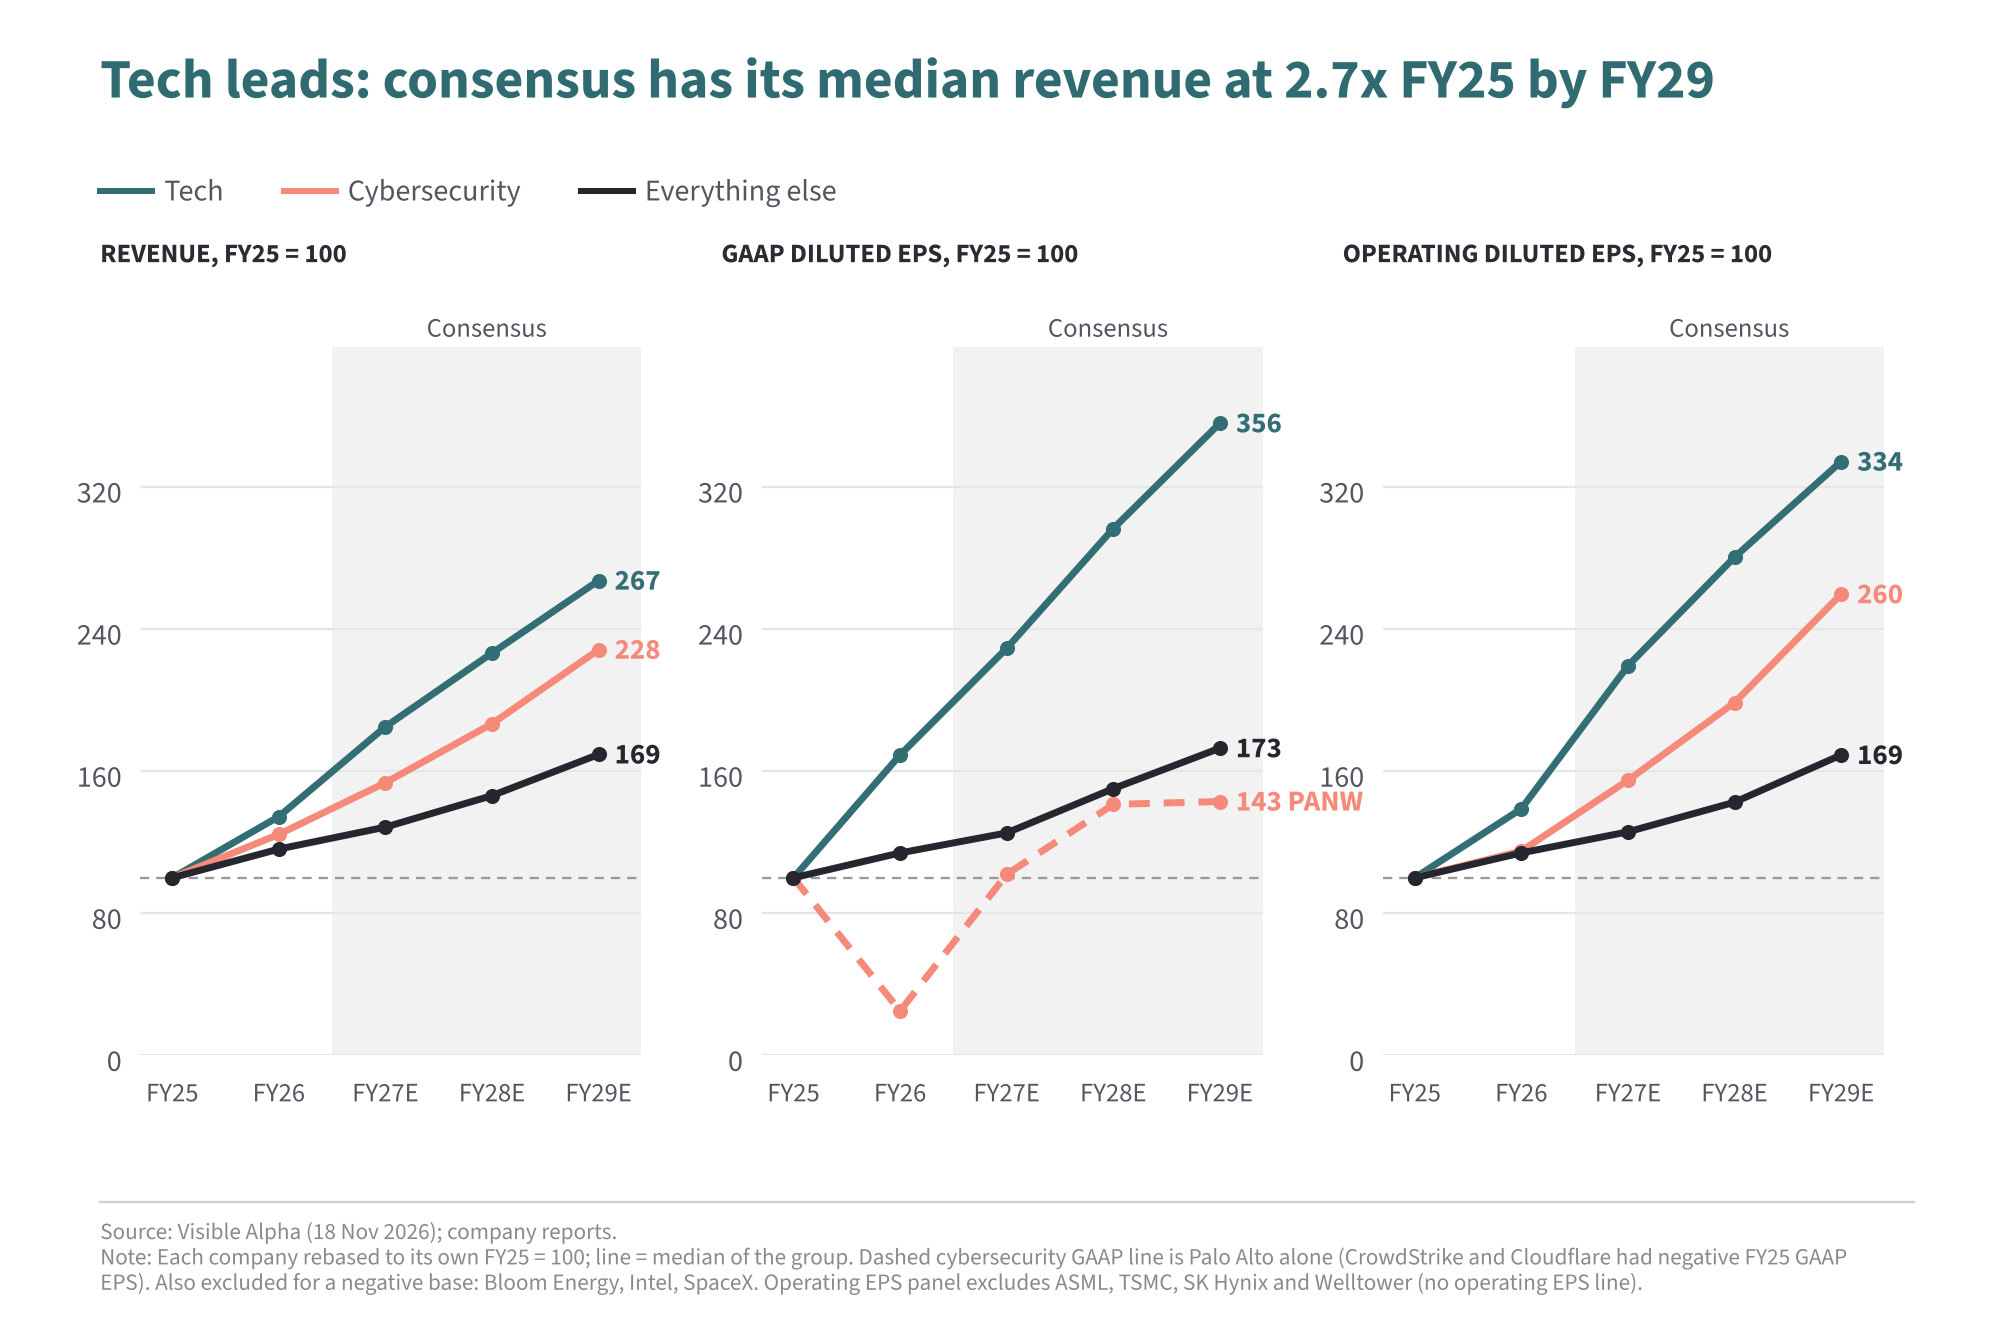 Tech leads: consensus has its median revenue at 2.7x FY25 by FY29
Tech
Cybersecurity
Everything else
REVENUE, FY25 = 100
Consensus
320
240
160
80
0
267
228
169
FY25
FY26
FY27E
FY28E
FY29E
GAAP DILUTED EPS, FY25 = 100
Consensus
320
240
160
80
0
356
173
143 PANW
FY25
FY26
FY27E
FY28E
FY29E
OPERATING DILUTED EPS, FY25 = 100
Consensus
320
240
160
80
0
334
260
169
FY25
FY26
FY27E
FY28E
FY29E
Source: Visible Alpha (18 Nov 2026); company reports.
Note: Each company rebased to its own FY25 = 100; line = median of the group. Dashed cybersecurity GAAP line is Palo Alto alone (CrowdStrike and Cloudflare had negative FY25 GAAP
EPS). Also excluded for a negative base: Bloom Energy, Intel, SpaceX. Operating EPS panel excludes ASML, TSMC, SK Hynix and Welltower (no operating EPS line).